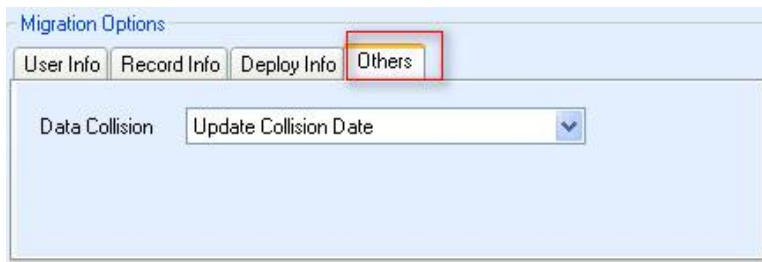 Migration Options
User Info Record Info Deploy Info Others
Data Collision Update Collision Date